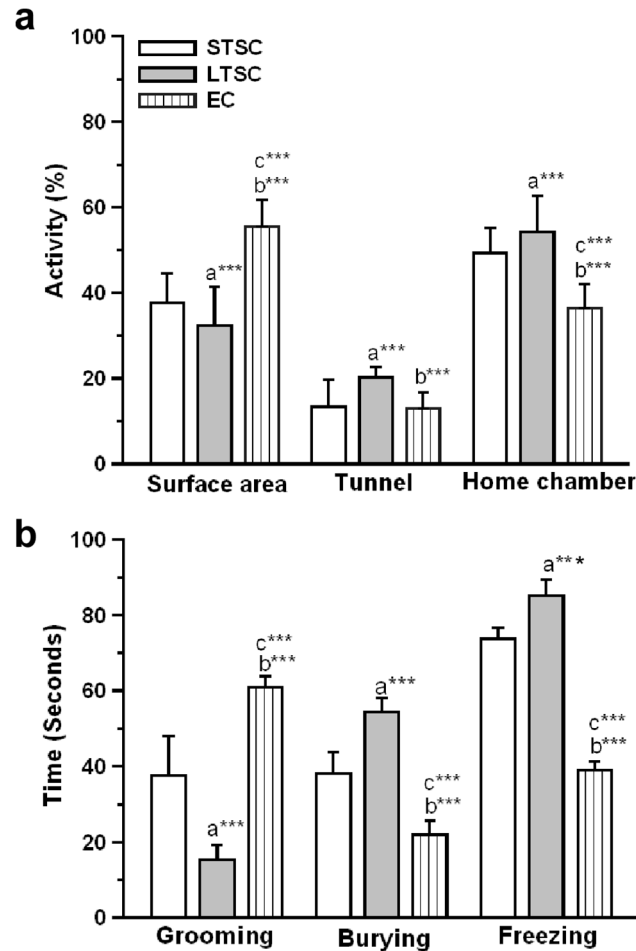 a
STSC
LTSC
EC
Activity (%)
100
80
60
40
20
0
a***
c***
b***
a***
b***
a***
c***
b***
Surface area Tunnel Home chamber
b
Time (Seconds)
100
80
60
40
20
0
a***
c***
b***
a***
c***
b***
a***
c***
b***
Grooming Burying Freezing